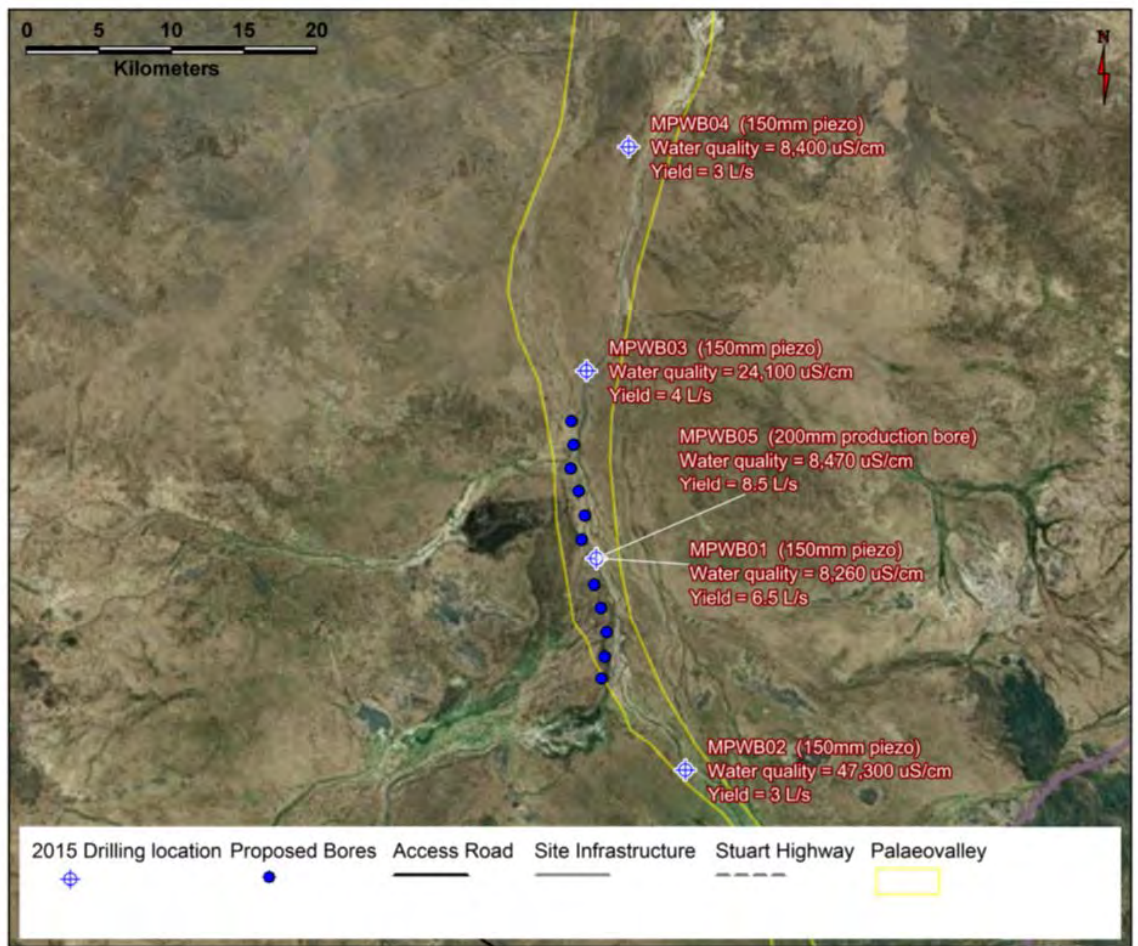 0 5 10 15 20
Kilometers
N
MPWB04 (150mm piezo)
Water quality = 8,400 uS/cm
Yield = 3 L/s
MPWB03 (150mm piezo)
Water quality = 24,100 uS/cm
Yield = 4 L/s
MPWB05 (200mm production bore)
Water quality = 8,470 uS/cm
Yield = 8.5 L/s
MPWB01 (150mm piezo)
Water quality = 8,260 uS/cm
Yield = 6.5 L/s
MPWB02 (150mm piezo)
Water quality = 47,300 uS/cm
Yield = 3 L/s
2015 Drilling location Proposed Bores Access Road Site Infrastructure Stuart Highway Palaeovalley